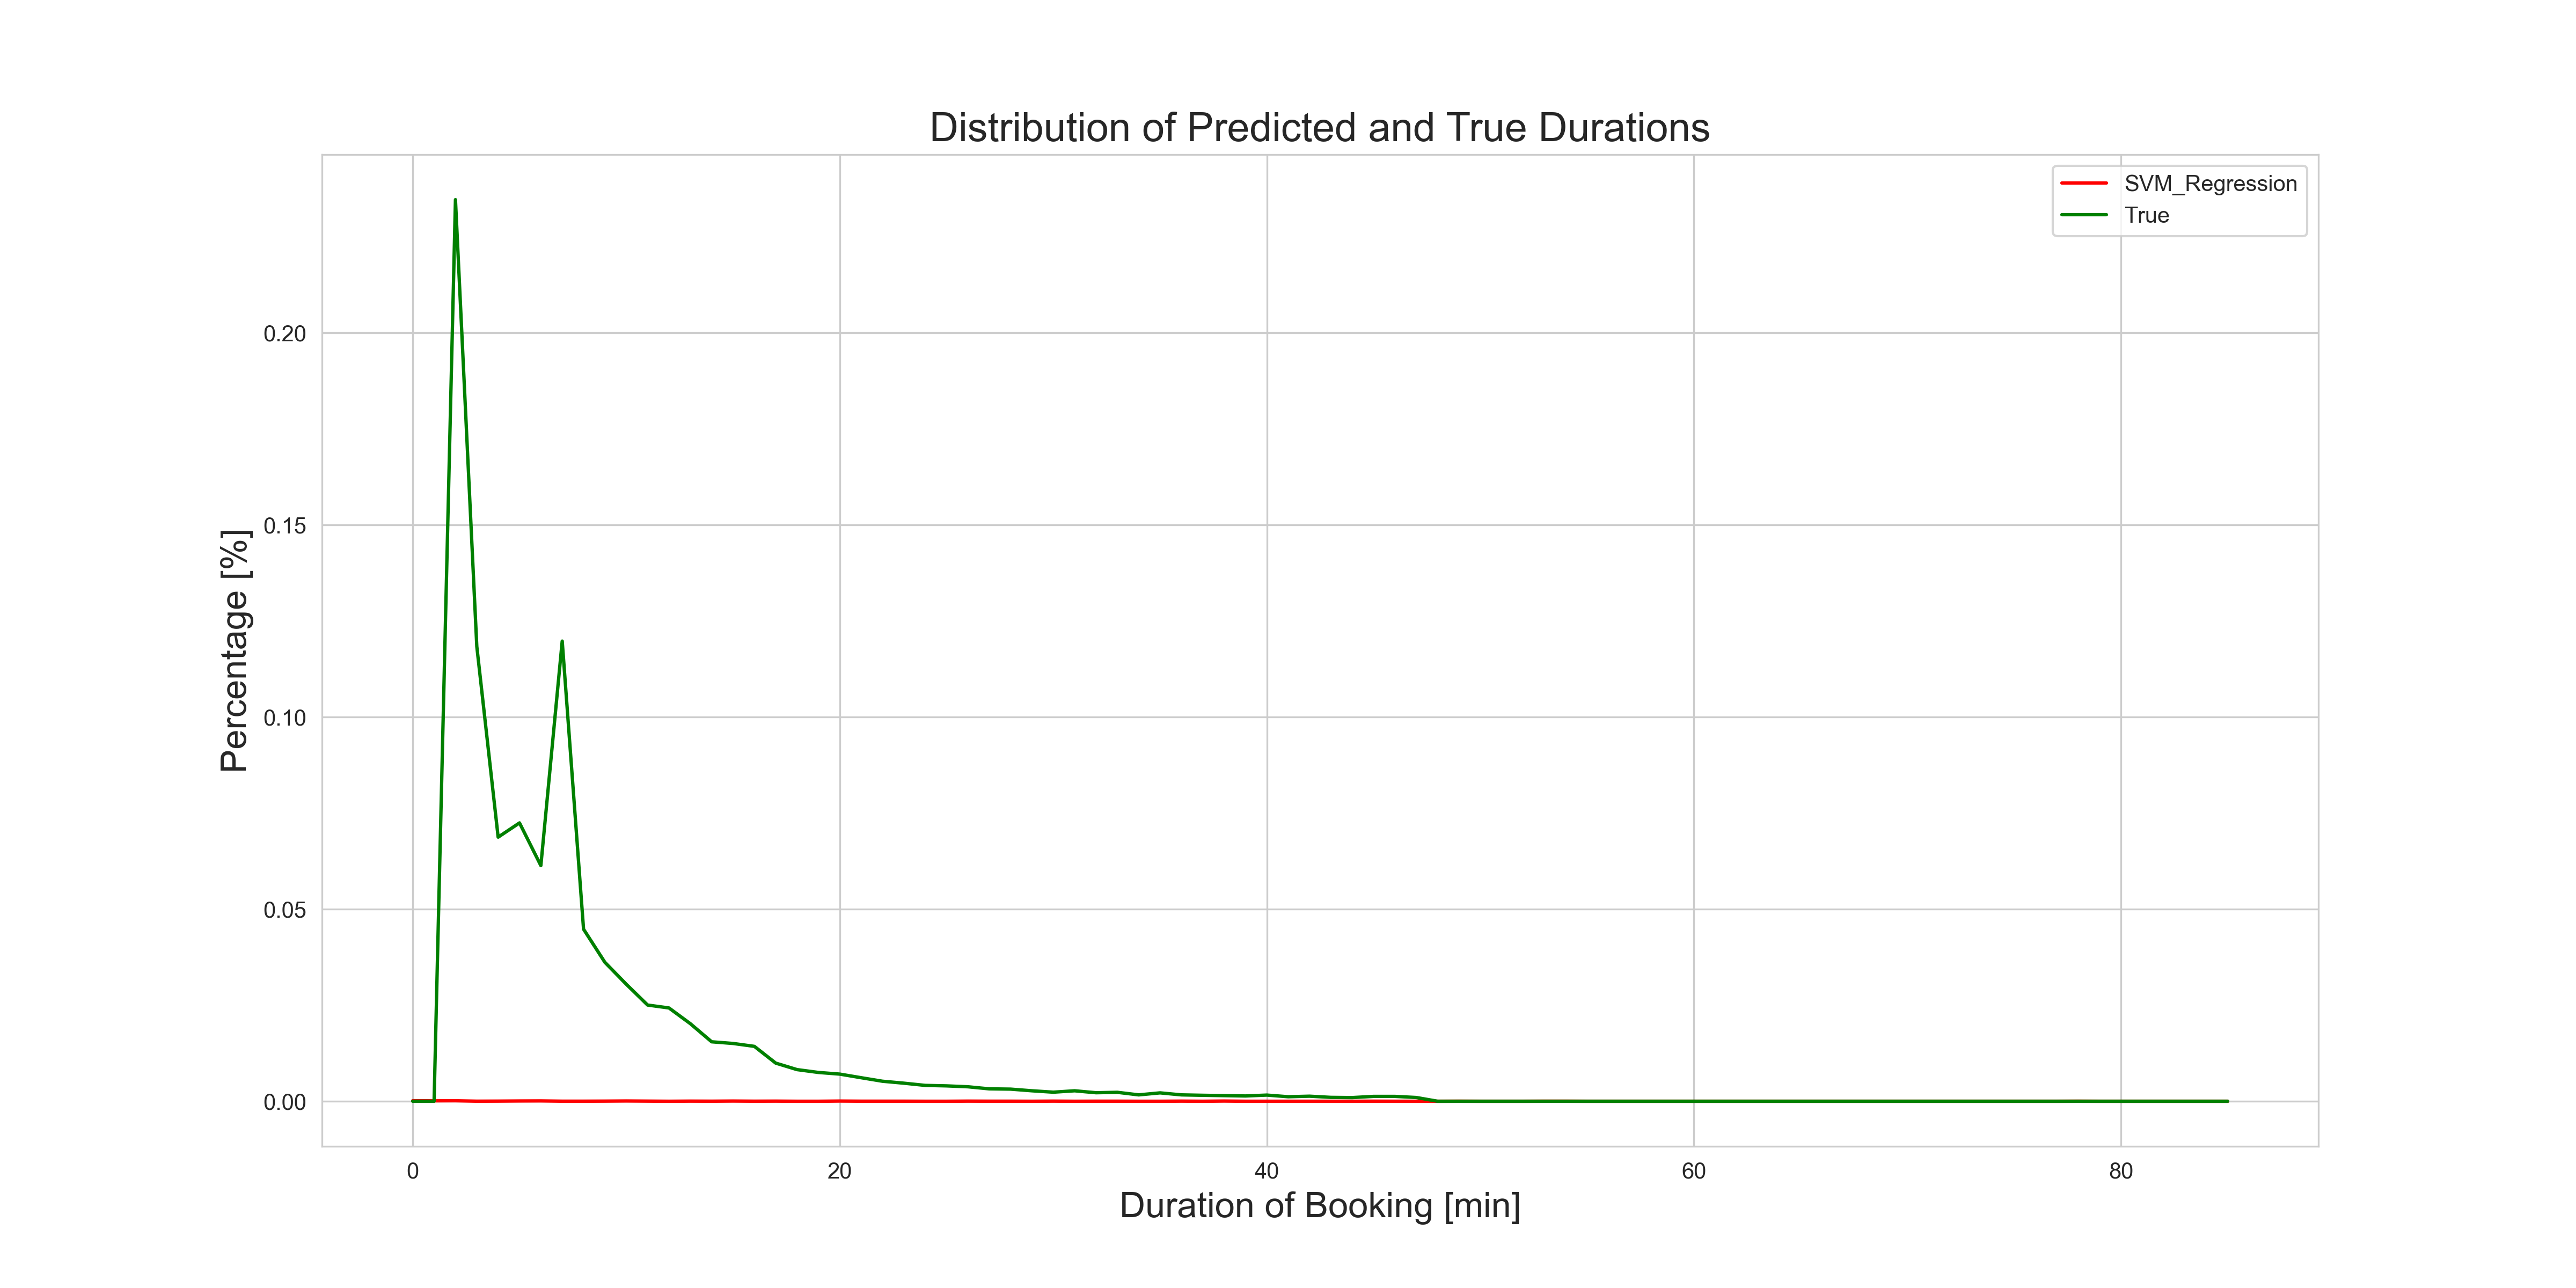 Distribution of Predicted and True Durations
SVM_Regression
True
Percentage [%]
0.20
0.15
0.10
0.05
0.00
0
20
40
60
80
Duration of Booking [min]